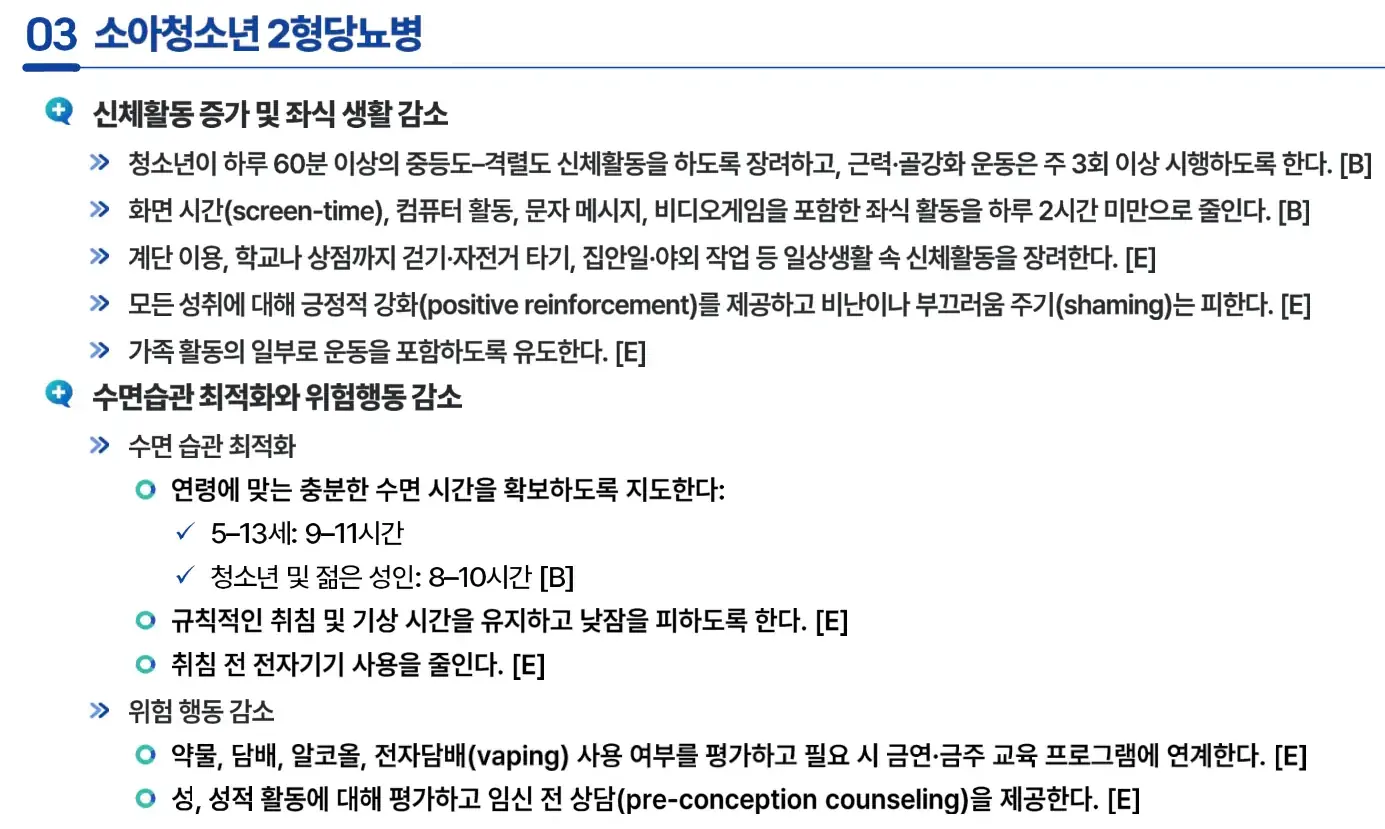 03 소아청소년 2형당뇨병
신체활동 증가 및 좌식 생활 감소
청소년이 하루 60분 이상의 중등도–격렬도 신체활동을 하도록 장려하고, 근력·골강화 운동은 주 3회 이상 시행하도록 한다. [B]
화면 시간(screen-time), 컴퓨터 활동, 문자 메시지, 비디오게임을 포함한 좌식 활동을 하루 2시간 미만으로 줄인다. [B]
계단 이용, 학교나 상점까지 걷기·자전거 타기, 집안일·야외 작업 등 일상생활 속 신체활동을 장려한다. [E]
모든 성취에 대해 긍정적 강화(positive reinforcement)를 제공하고 비난이나 부끄러움 주기(shaming)는 피한다. [E]
가족 활동의 일부로 운동을 포함하도록 유도한다. [E]
수면습관 최적화와 위험행동 감소
수면 습관 최적화
연령에 맞는 충분한 수면 시간을 확보하도록 지도한다:
5–13세: 9–11시간
청소년 및 젊은 성인: 8–10시간 [B]
규칙적인 취침 및 기상 시간을 유지하고 낮잠을 피하도록 한다. [E]
취침 전 전자기기 사용을 줄인다. [E]
위험 행동 감소
약물, 담배, 알코올, 전자담배(vaping) 사용 여부를 평가하고 필요 시 금연·금주 교육 프로그램에 연계한다. [E]
성, 성적 활동에 대해 평가하고 임신 전 상담(pre-conception counseling)을 제공한다. [E]